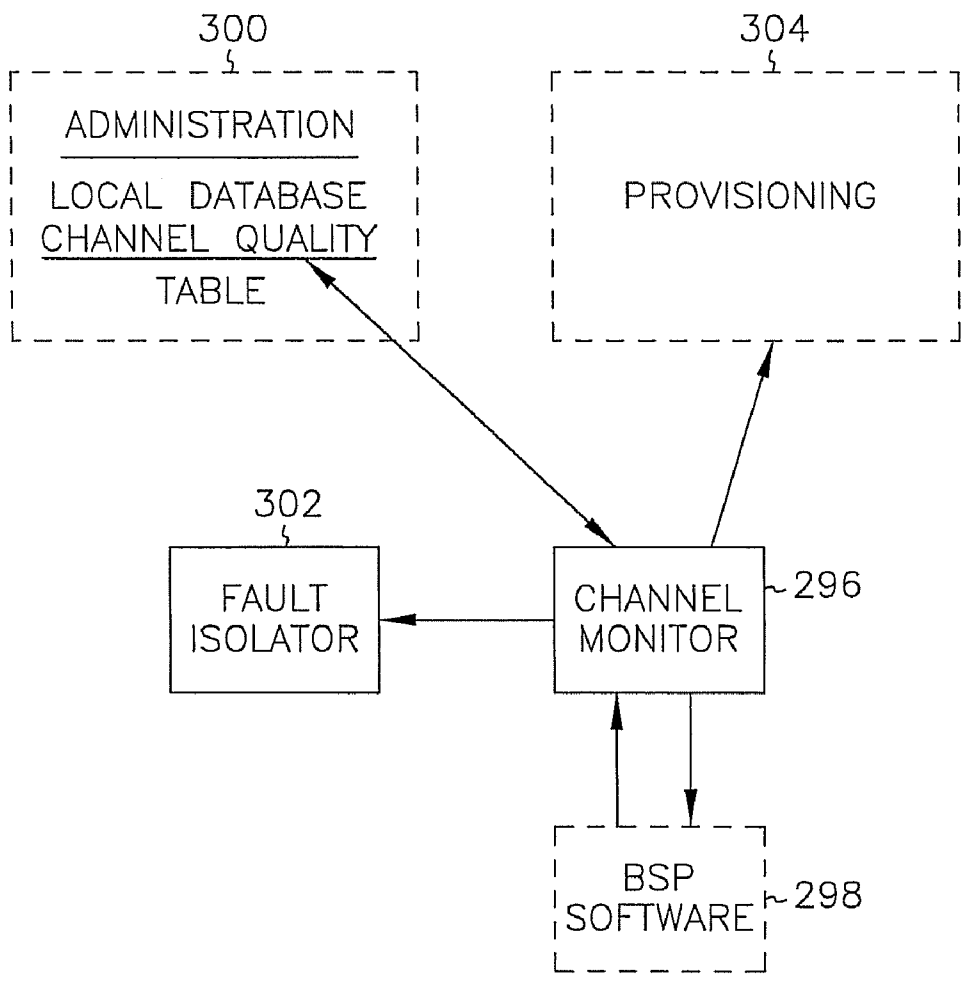 300
304
ADMINISTRATION
LOCAL DATABASE
CHANNEL QUALITY
TABLE
PROVISIONING
302
FAULT
ISOLATOR
CHANNEL
MONITOR
296
BSP
SOFTWARE
298